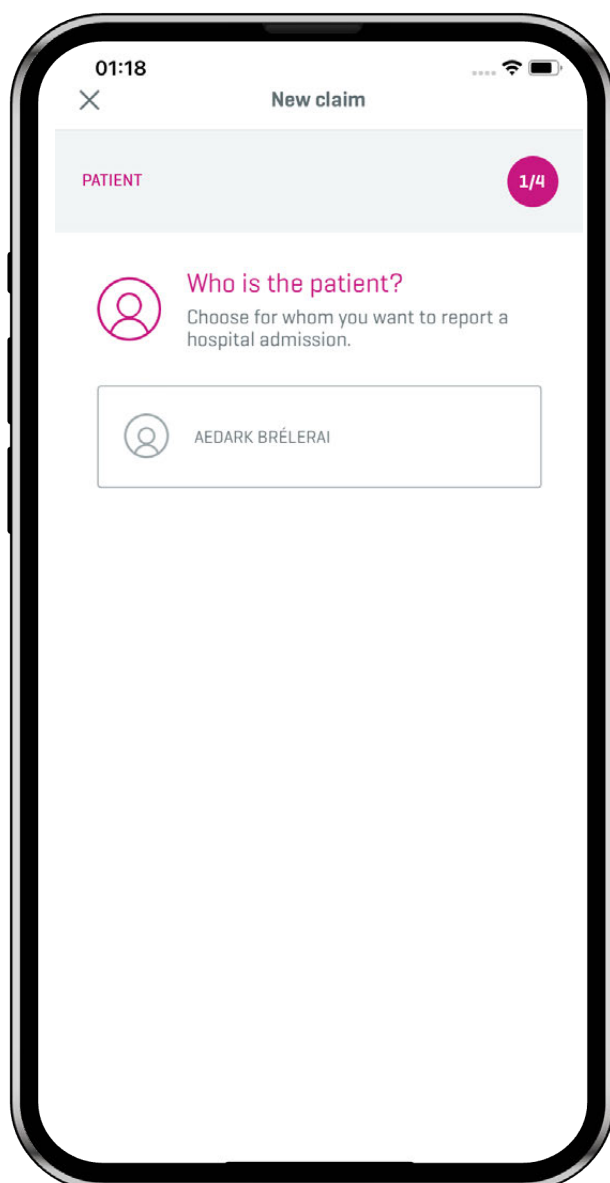 01:18
New claim
PATIENT
1/4
Who is the patient?
Choose for whom you want to report a
hospital admission.
AEDARK BRÉLERAI